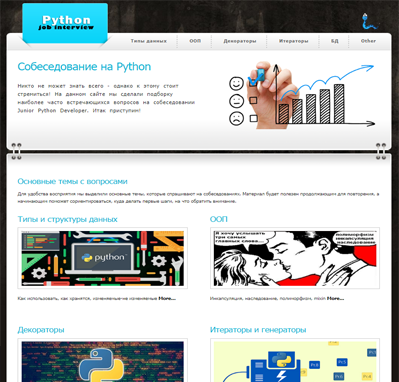 Python
job interview
Типы данных
ООП
Декораторы
Итераторы
БД
Other
Собеседование на Python
Никто не может знать всего - однако к этому стоит
стремиться! На данном сайте мы сделали подборку
наиболее часто встречающихся вопросов на собеседовании
Junior Python Developer. Итак приступим!
Основные темы с вопросами
Для удобства восприятия мы выделили основные темы, которые спрашивают на собеседованиях. Материал будет полезен продолжающим для повторения, а
начинающим поможет сориентироваться, куда делать первые шаги, на что обратить внимание.
Типы и структуры данных
python
Как использовать, как хранятся, изменяемые-не изменяемые More...
ООП
Я хочу услышать
три самых
главных слова...
полиморфизм
инкапсуляция
наследование
Инкапсуляция, наследование, полиморфизм, mixin More...
Декораторы
Итераторы и генераторы